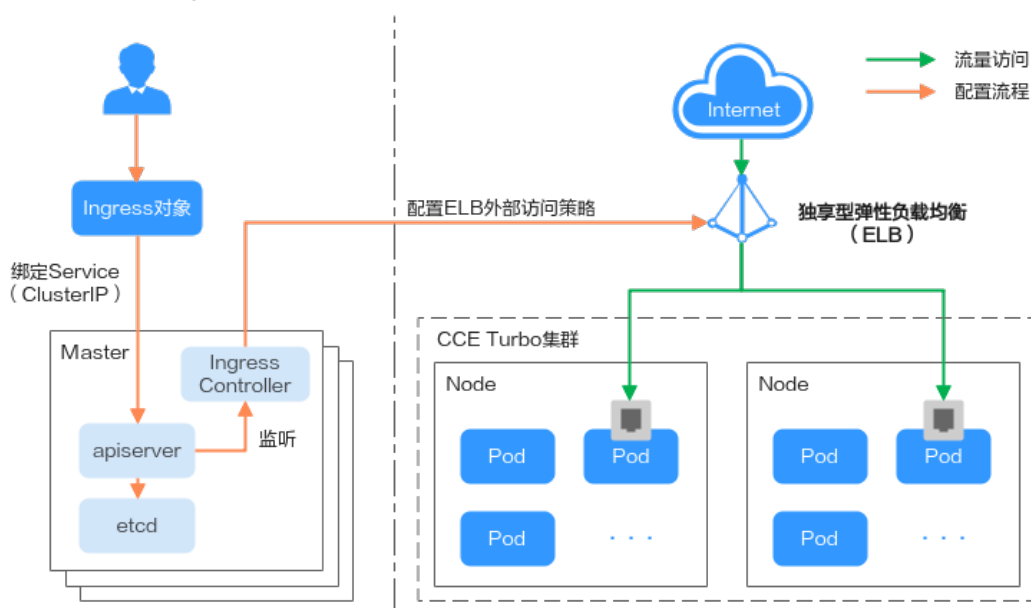 流量访问
配置流程
Internet
Ingress对象
配置ELB外部访问策略
独享型弹性负载均衡
（ELB）
绑定Service
（ClusterIP）
CCE Turbo集群
Master
Ingress
Controller
apiserver
监听
etcd
Node
Pod
Pod
Pod
· · ·
Node
Pod
Pod
Pod
· · ·